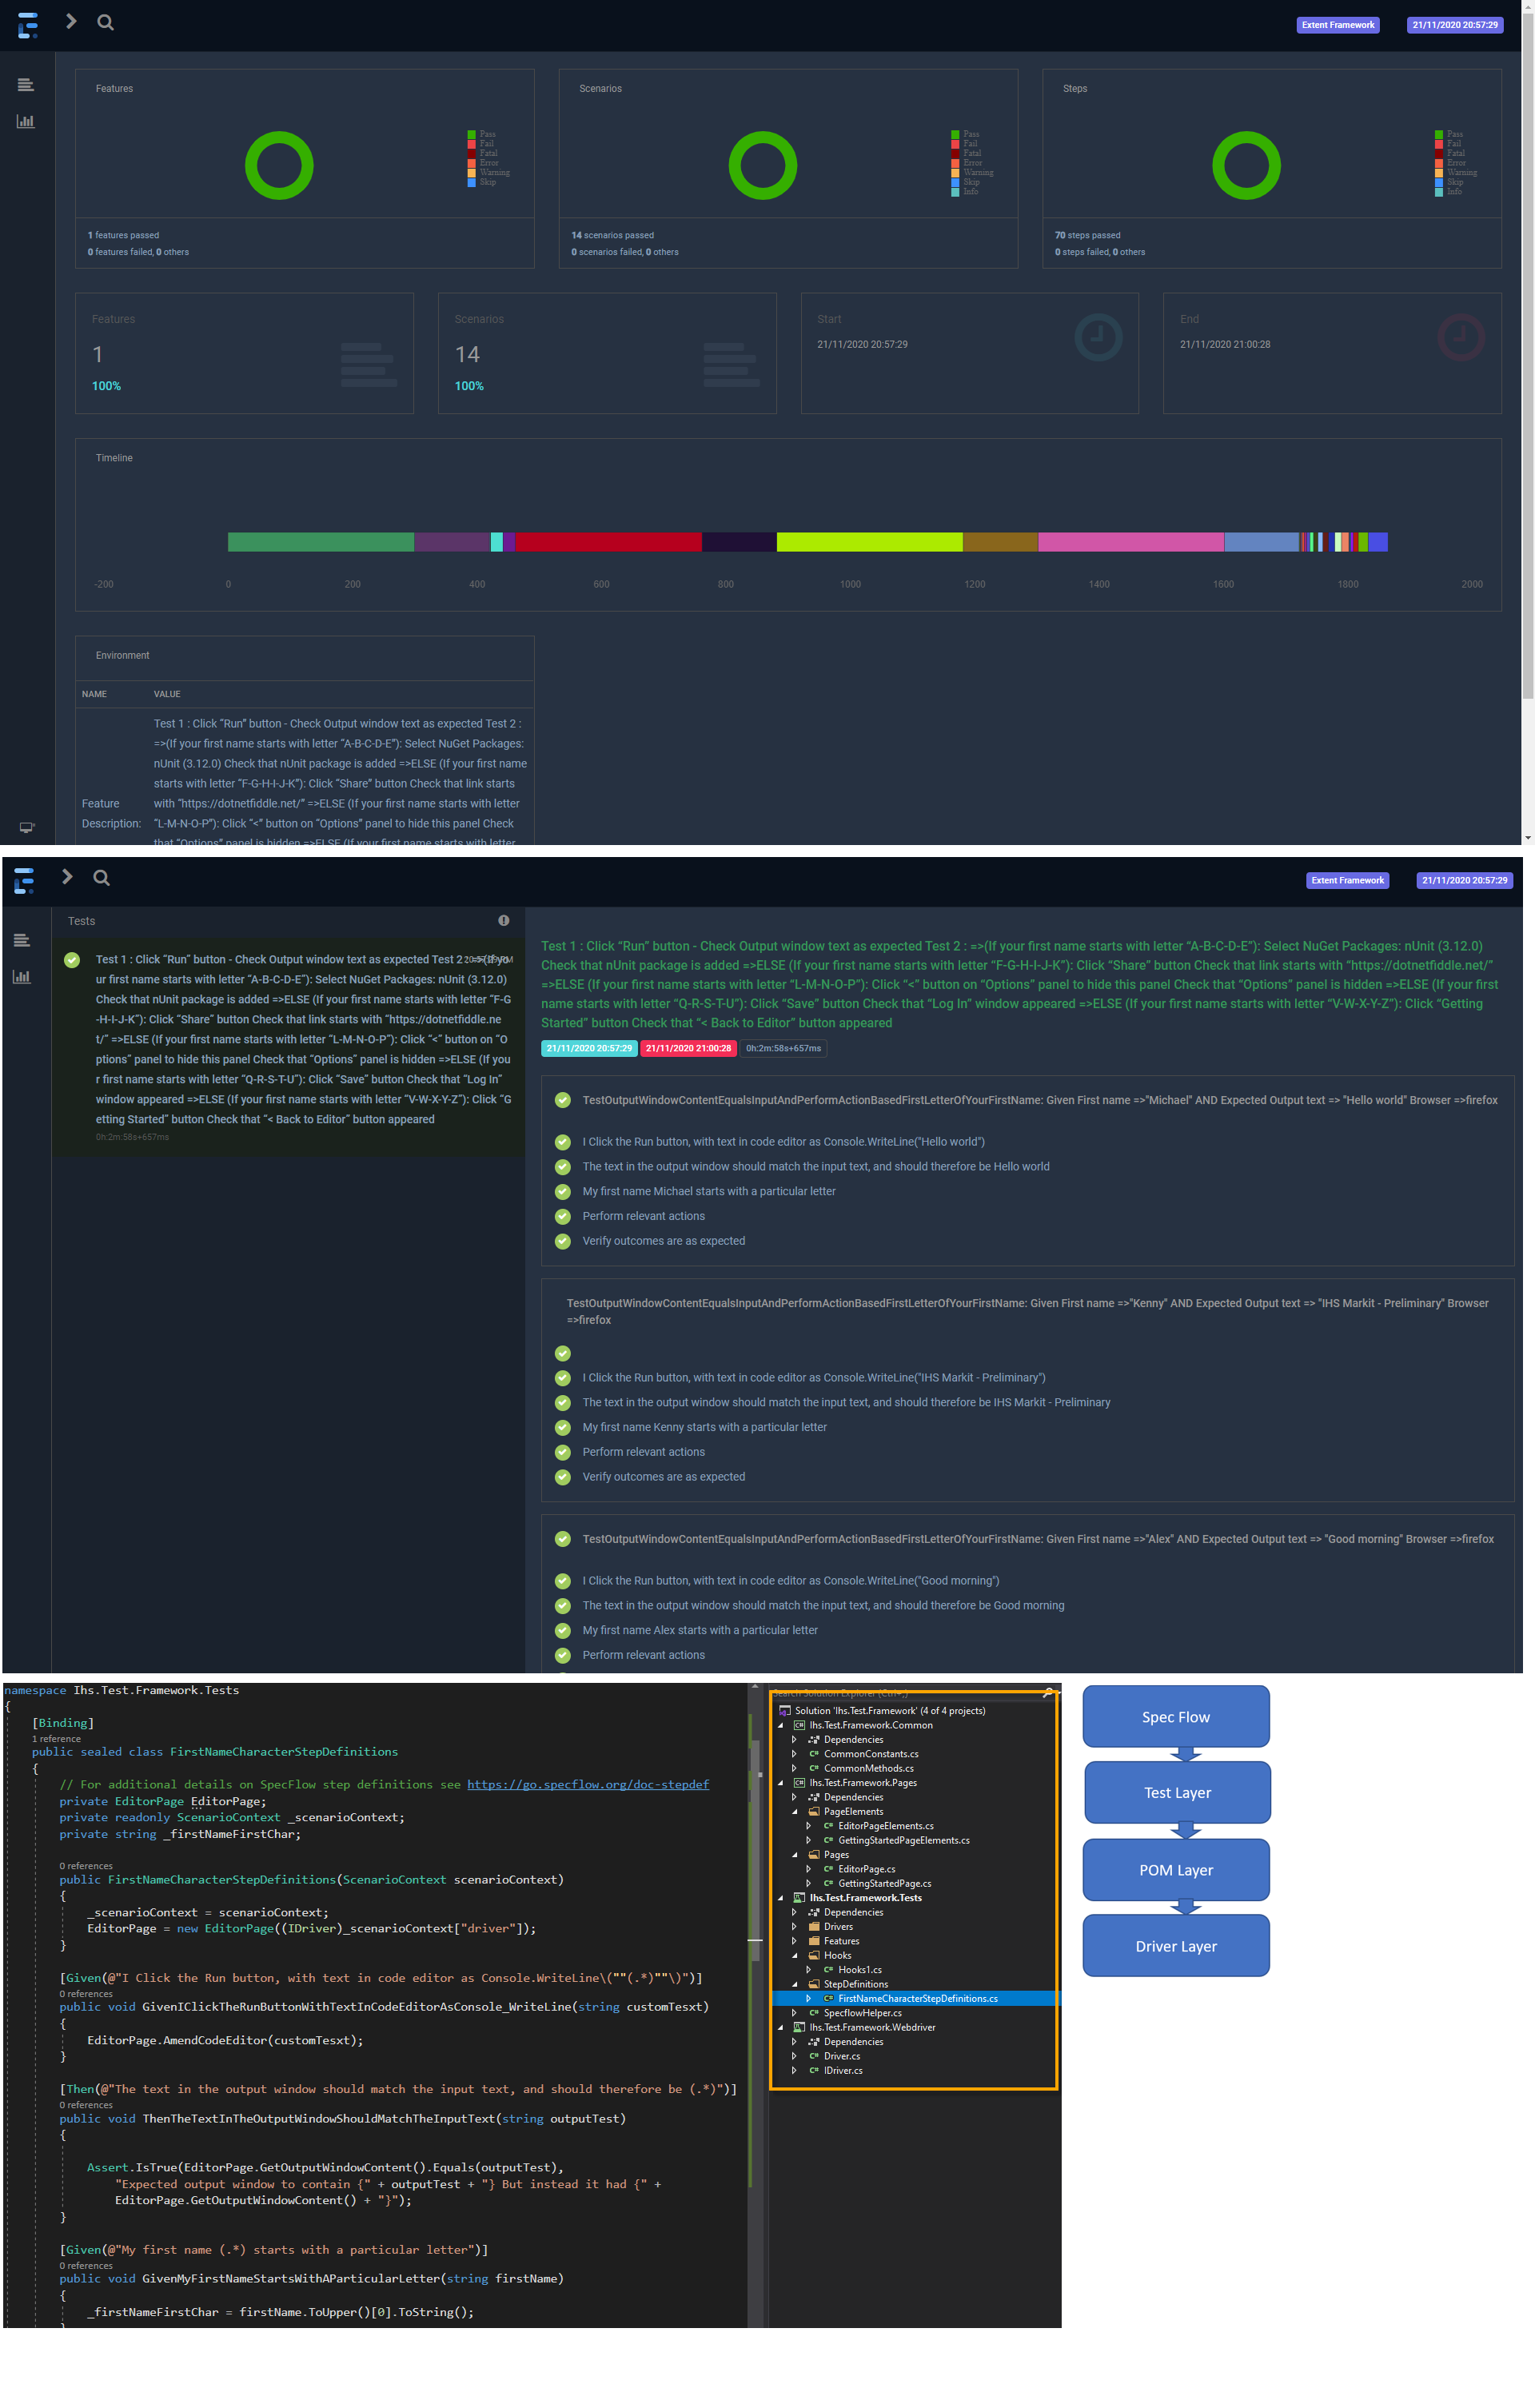 Extent Framework
21/11/2020 20:57:29
Features
Pass
Fail
Fatal
Error
Warning
Skip
1 features passed
0 features failed, 0 others
Scenarios
Pass
Fail
Fatal
Error
Warning
Skip
Info
14 scenarios passed
0 scenarios failed, 0 others
Steps
Pass
Fail
Fatal
Error
Warning
Skip
Info
70 steps passed
0 steps failed, 0 others
Features
1
100%
Scenarios
14
100%
Start
21/11/2020 20:57:29
End
21/11/2020 21:00:28
Timeline
-200 0 200 400 600 800 1000 1200 1400 1600 1800 2000
Environment
NAME VALUE
Feature
Description:
Test 1 : Click “Run” button - Check Output window text as expected Test 2 :
=>(If your first name starts with letter “A-B-C-D-E”): Select NuGet Packages:
nUnit (3.12.0) Check that nUnit package is added =>ELSE (If your first name
starts with letter “F-G-H-I-J-K”): Click “Share” button Check that link starts
with “https://dotnetfiddle.net/” =>ELSE (If your first name starts with letter
“L-M-N-O-P”): Click “<” button on “Options” panel to hide this panel Check
that “Options” panel is hidden =>ELSE (If your first name starts with letter
Extent Framework
21/11/2020 20:57:29
Tests
Test 1 : Click “Run” button - Check Output window text as expected Test 2 : =>(If yo
ur first name starts with letter “A-B-C-D-E”): Select NuGet Packages: nUnit (3.12.0)
Check that nUnit package is added =>ELSE (If your first name starts with letter “F-G
-H-I-J-K”): Click “Share” button Check that link starts with “https://dotnetfiddle.ne
t/” =>ELSE (If your first name starts with letter “L-M-N-O-P”): Click “<” button on “O
ptions” panel to hide this panel Check that “Options” panel is hidden =>ELSE (If you
r first name starts with letter “Q-R-S-T-U”): Click “Save” button Check that “Log In”
window appeared =>ELSE (If your first name starts with letter “V-W-X-Y-Z”): Click “G
etting Started” button Check that “< Back to Editor” button appeared
0h:2m:58s+657ms
Test 1 : Click “Run” button - Check Output window text as expected Test 2 : =>(If your first name starts with letter “A-B-C-D-E”): Select NuGet Packages: nUnit (3.12.0)
Check that nUnit package is added =>ELSE (If your first name starts with letter “F-G-H-I-J-K”): Click “Share” button Check that link starts with “https://dotnetfiddle.net/”
=>ELSE (If your first name starts with letter “L-M-N-O-P”): Click “<” button on “Options” panel to hide this panel Check that “Options” panel is hidden =>ELSE (If your first
name starts with letter “Q-R-S-T-U”): Click “Save” button Check that “Log In” window appeared =>ELSE (If your first name starts with letter “V-W-X-Y-Z”): Click “Getting
Started” button Check that “< Back to Editor” button appeared
21/11/2020 20:57:29 21/11/2020 21:00:28 0h:2m:58s+657ms
TestOutputWindowContentEqualsInputAndPerformActionBasedFirstLetterOfYourFirstName: Given First name =>"Michael" AND Expected Output text => "Hello world" Browser =>firefox
I Click the Run button, with text in code editor as Console.WriteLine("Hello world")
The text in the output window should match the input text, and should therefore be Hello world
My first name Michael starts with a particular letter
Perform relevant actions
Verify outcomes are as expected
TestOutputWindowContentEqualsInputAndPerformActionBasedFirstLetterOfYourFirstName: Given First name =>"Kenny" AND Expected Output text => "IHS Markit - Preliminary" Browser
=>firefox
I Click the Run button, with text in code editor as Console.WriteLine("IHS Markit - Preliminary")
The text in the output window should match the input text, and should therefore be IHS Markit - Preliminary
My first name Kenny starts with a particular letter
Perform relevant actions
Verify outcomes are as expected
TestOutputWindowContentEqualsInputAndPerformActionBasedFirstLetterOfYourFirstName: Given First name =>"Alex" AND Expected Output text => "Good morning" Browser =>firefox
I Click the Run button, with text in code editor as Console.WriteLine("Good morning")
The text in the output window should match the input text, and should therefore be Good morning
My first name Alex starts with a particular letter
Perform relevant actions
namespace Ihs.Test.Framework.Tests
{
[Binding]
1 reference
public sealed class FirstNameCharacterStepDefinitions
{
// For additional details on SpecFlow step definitions see https://go.specflow.org/doc-stepdef
private EditorPage EditorPage;
private readonly ScenarioContext _scenarioContext;
private string _firstNameFirstChar;
0 references
public FirstNameCharacterStepDefinitions(ScenarioContext scenarioContext)
{
_scenarioContext = scenarioContext;
EditorPage = new EditorPage((IDriver)_scenarioContext["driver"]);
}
[Given(@"I Click the Run button, with text in code editor as Console.WriteLine\(""(.*)""\)")]
0 references
public void GivenIClickTheRunButtonWithTextInCodeEditorAsConsole_WriteLine(string customTesxt)
{
EditorPage.AmendCodeEditor(customTesxt);
}
[Then(@"The text in the output window should match the input text, and should therefore be (.*)")]
0 references
public void ThenTheTextInTheOutputWindowShouldMatchTheInputText(string outputTest)
{
Assert.IsTrue(EditorPage.GetOutputWindowContent().Equals(outputTest),
"Expected output window to contain {" + outputTest + "} But instead it had {" +
EditorPage.GetOutputWindowContent() + "}");
}
[Given(@"My first name (.*) starts with a particular letter")]
0 references
public void GivenMyFirstNameStartsWithAParticularLetter(string firstName)
{
_firstNameFirstChar = firstName.ToUpper()[0].ToString();
Search Solution Explorer (Ctrl+;)
Solution 'Ihs.Test.Framework' (4 of 4 projects)
Ihs.Test.Framework.Common
Dependencies
CommonConstants.cs
CommonMethods.cs
Ihs.Test.Framework.Pages
Dependencies
PageElements
EditorPageElements.cs
GettingStartedPageElements.cs
Pages
EditorPage.cs
GettingStartedPage.cs
Ihs.Test.Framework.Tests
Dependencies
Drivers
Features
Hooks
Hooks1.cs
StepDefinitions
FirstNameCharacterStepDefinitions.cs
SpecflowHelper.cs
Ihs.Test.Framework.Webdriver
Dependencies
Driver.cs
IDriver.cs
Spec Flow
Test Layer
POM Layer
Driver Layer